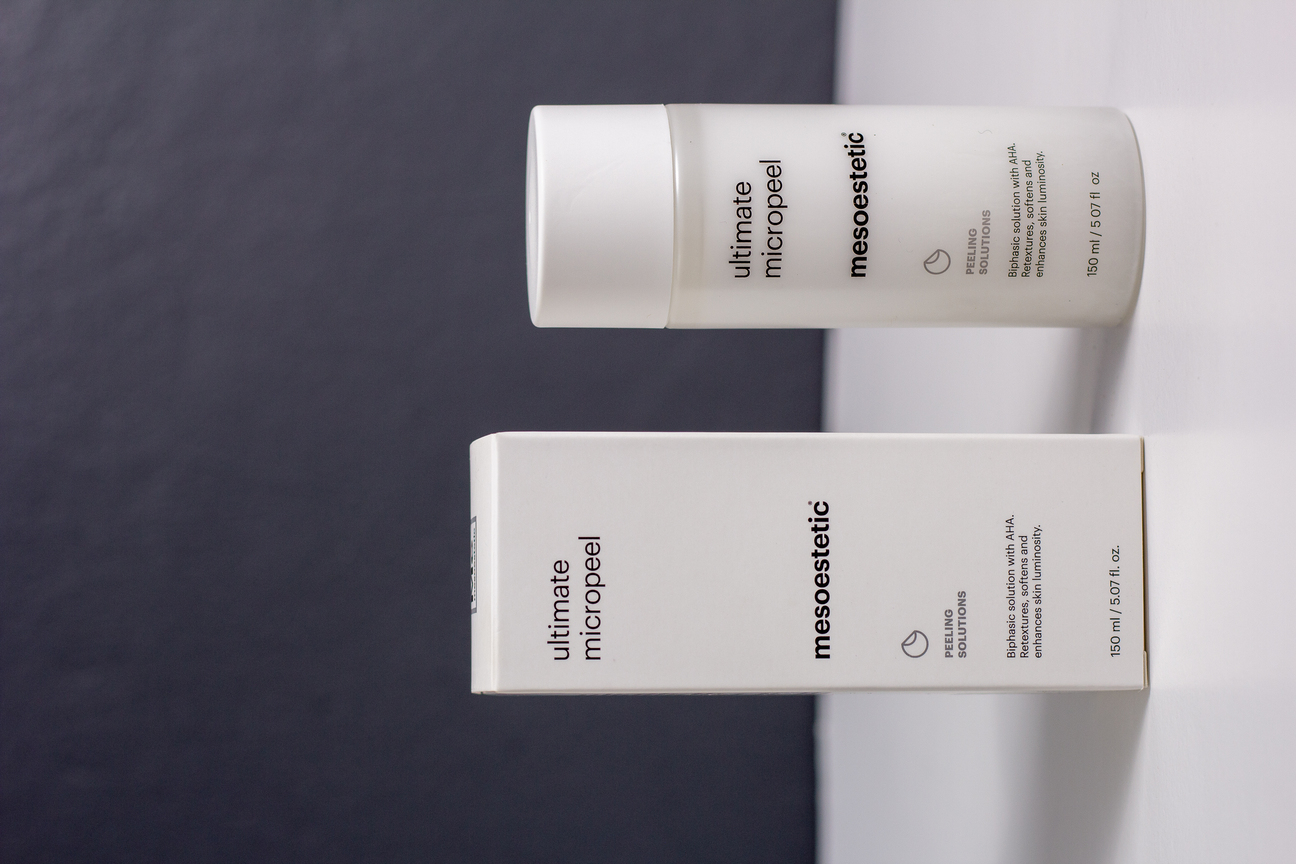 ultimate
micropeel
mesoestetic®
PEELING
SOLUTIONS
Biphasic solution with AHA.
Retextures, softens and
enhances skin luminosity.
150 ml / 5.07 fl. oz.
ultimate
micropeel
mesoestetic®
PEELING
SOLUTIONS
Biphasic solution with AHA.
Retextures, softens and
enhances skin luminosity.
150 ml / 5 07 fl oz